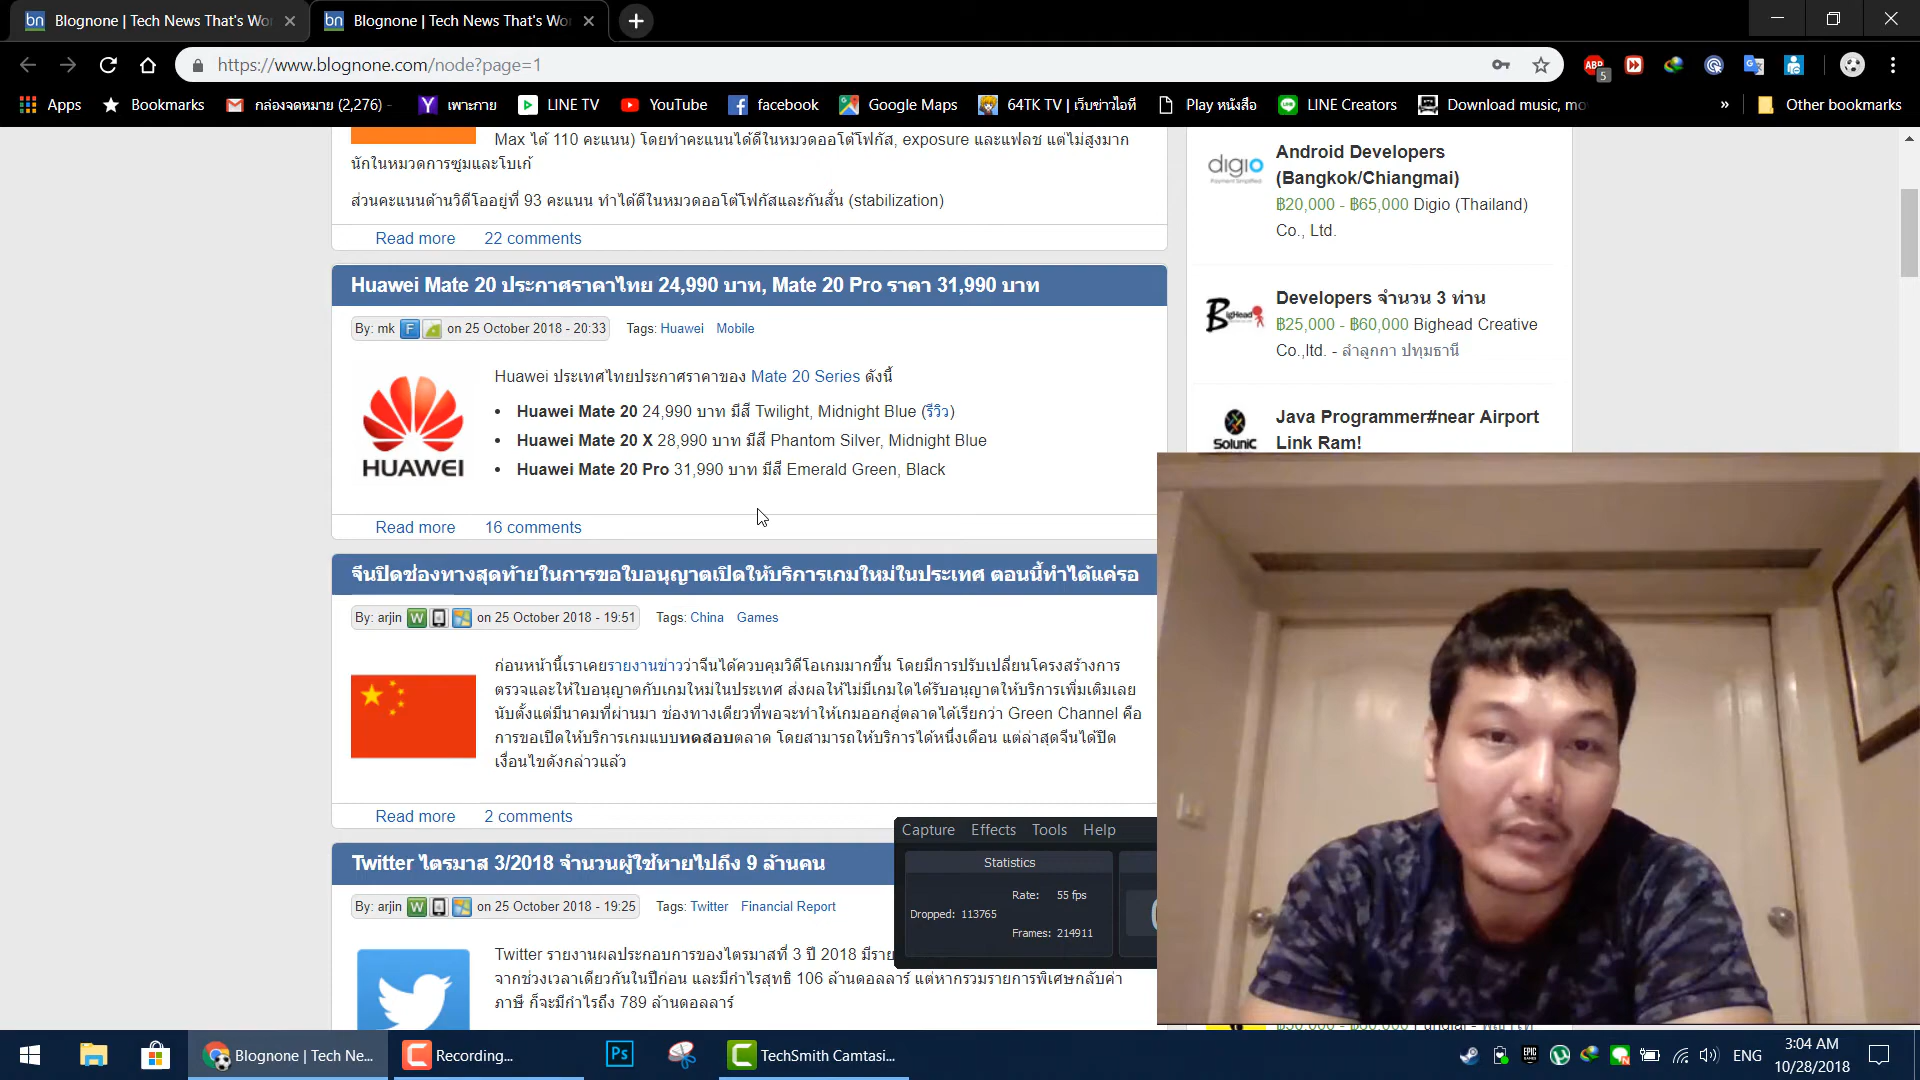 Blognone | Tech News That's Wor
Blognone | Tech News That's Wo
https://www.blognone.com/node?page=1
ABP
5
Apps
Bookmarks
กล่องจดหมาย (2,276) -
เพาะกาย
LINE TV
YouTube
facebook
Google Maps
64TK TV | เว็บข่าวไอที
Play หนังสือ
LINE Creators
Download music, mo
»
Other bookmarks
Max ได้ 110 คะแนน) โดยทำคะแนนได้ดีในหมวดออโต้โฟกัส, exposure และแฟลช แต่ไม่สูงมาก
นักในหมวดการซูมและโบเก้
ส่วนคะแนนด้านวิดีโออยู่ที่ 93 คะแนน ทำได้ดีในหมวดออโต้โฟกัสและกันสั่น (stabilization)
Read more
22 comments
Huawei Mate 20 ประกาศราคาไทย 24,990 บาท, Mate 20 Pro ราคา 31,990 บาท
By: mk F on 25 October 2018 - 20:33
Tags: Huawei Mobile
HUAWEI
Huawei ประเทศไทยประกาศราคาของ Mate 20 Series ดังนี้
• Huawei Mate 20 24,990 บาท มีสี Twilight, Midnight Blue (รีวิว)
• Huawei Mate 20 X 28,990 บาท มีสี Phantom Silver, Midnight Blue
• Huawei Mate 20 Pro 31,990 บาท มีสี Emerald Green, Black
Read more
16 comments
จีนปิดช่องทางสุดท้ายในการขอใบอนุญาตเปิดให้บริการเกมใหม่ในประเทศ ตอนนี้ทำได้แค่รอ
By: arjin W on 25 October 2018 - 19:51
Tags: China Games
ก่อนหน้านี้เราเคยรายงานข่าวว่าจีนได้ควบคุมวิดีโอเกมมากขึ้น โดยมีการปรับเปลี่ยนโครงสร้างการ
ตรวจและให้ใบอนุญาตกับเกมใหม่ในประเทศ ส่งผลให้ไม่มีเกมใดได้รับอนุญาตให้บริการเพิ่มเติมเลย
นับตั้งแต่มีนาคมที่ผ่านมา ช่องทางเดียวที่พอจะทำให้เกมออกสู่ตลาดได้เรียกว่า Green Channel คือ
การขอเปิดให้บริการเกมแบบทดสอบตลาด โดยสามารถให้บริการได้หนึ่งเดือน แต่ล่าสุดจีนได้ปิด
เงื่อนไขดังกล่าวแล้ว
Read more
2 comments
Twitter ไตรมาส 3/2018 จำนวนผู้ใช้หายไปถึง 9 ล้านคน
By: arjin W on 25 October 2018 - 19:25
Tags: Twitter Financial Report
Twitter รายงานผลประกอบการของไตรมาสที่ 3 ปี 2018 มีราย
จากช่วงเวลาเดียวกันในปีก่อน และมีกำไรสุทธิ 106 ล้านดอลลาร์ แต่หากรวมรายการพิเศษกลับค่า
ภาษี ก็จะมีกำไรถึง 789 ล้านดอลลาร์
digio
Android Developers
(Bangkok/Chiangmai)
฿20,000 - ฿65,000 Digio (Thailand)
Co., Ltd.
BigHead
Developers จำนวน 3 ท่าน
฿25,000 - ฿60,000 Bighead Creative
Co.,ltd. - ลำลูกกา ปทุมธานี
SOLUNIC
Java Programmer#near Airport
Link Ram!
Capture Effects Tools Help
Statistics
Rate: 55 fps
Dropped: 113765
Frames: 214911
Blognone | Tech Ne...
Recording...
Ps
TechSmith Camtasi...
ENG
3:04 AM
10/28/2018